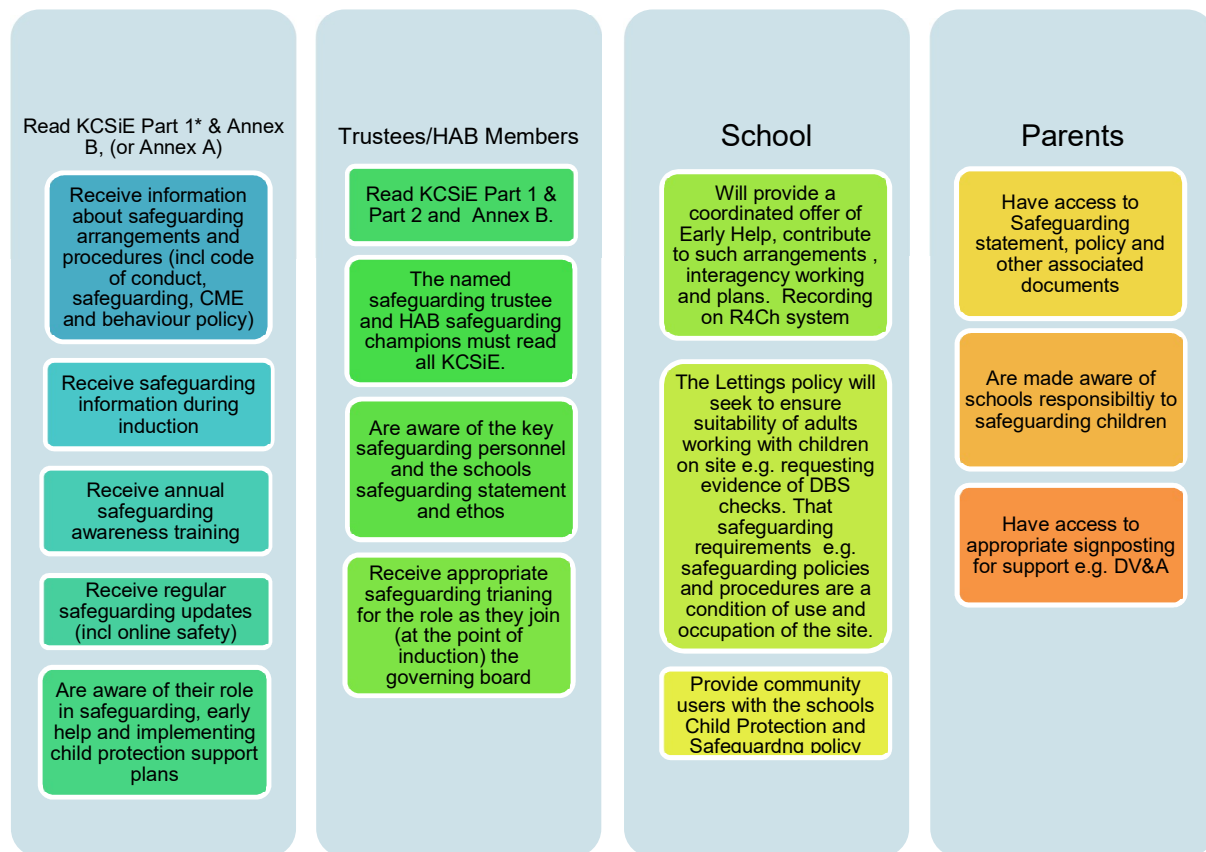 Read KCSiE Part 1* & Annex
B, (or Annex A)
Receive information
about safeguarding
arrangements and
procedures (incl code of
conduct,
safeguarding, CME
and behaviour policy)
Receive safeguarding
information during
induction
Receive annual
safeguarding
awareness training
Receive regular
safeguarding updates
(incl online safety)
Are aware of their role
in safeguarding, early
help and implementing
child protection support
plans
Trustees/HAB Members
Read KCSiE Part 1 &
Part 2 and Annex B.
The named
safeguarding trustee
and HAB safeguarding
champions must read
all KCSiE.
Are aware of the key
safeguarding personnel
and the schools
safeguarding statement
and ethos
Receive appropriate
safeguarding trianing
for the role as they join
(at the point of
induction) the
governing board
School
Will provide a
coordinated offer of
Early Help, contribute
to such arrangements ,
interagency working
and plans. Recording
on R4Ch system
The Lettings policy will
seek to ensure
suitability of adults
working with children
on site e.g. requesting
evidence of DBS
checks. That
safeguarding
requirements e.g.
safeguarding policies
and procedures are a
condition of use and
occupation of the site.
Provide community
users with the schools
Child Protection and
Safeguardng policy
Parents
Have access to
Safeguarding
statement, policy and
other associated
documents
Are made aware of
schools responsibiltiy to
safeguarding children
Have access to
appropriate signposting
for support e.g. DV&A